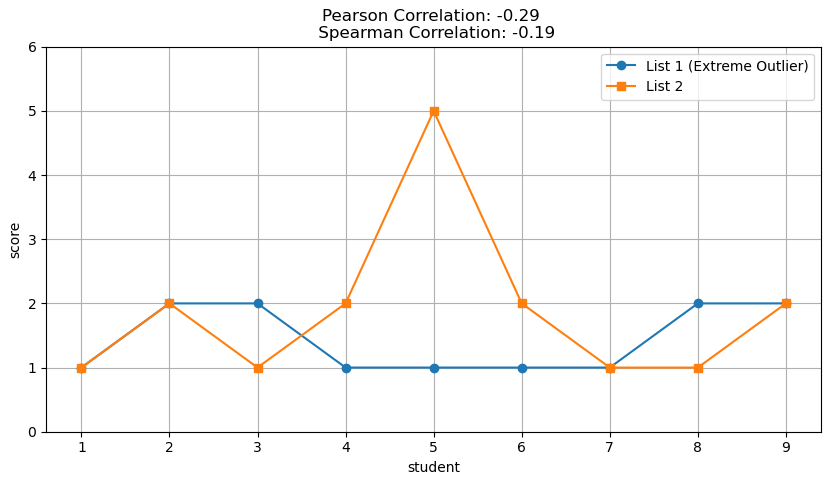 Pearson Correlation: -0.29
Spearman Correlation: -0.19
List 1 (Extreme Outlier)
List 2
score
6
5
4
3
2
1
0
1 2 3 4 5 6 7 8 9
student